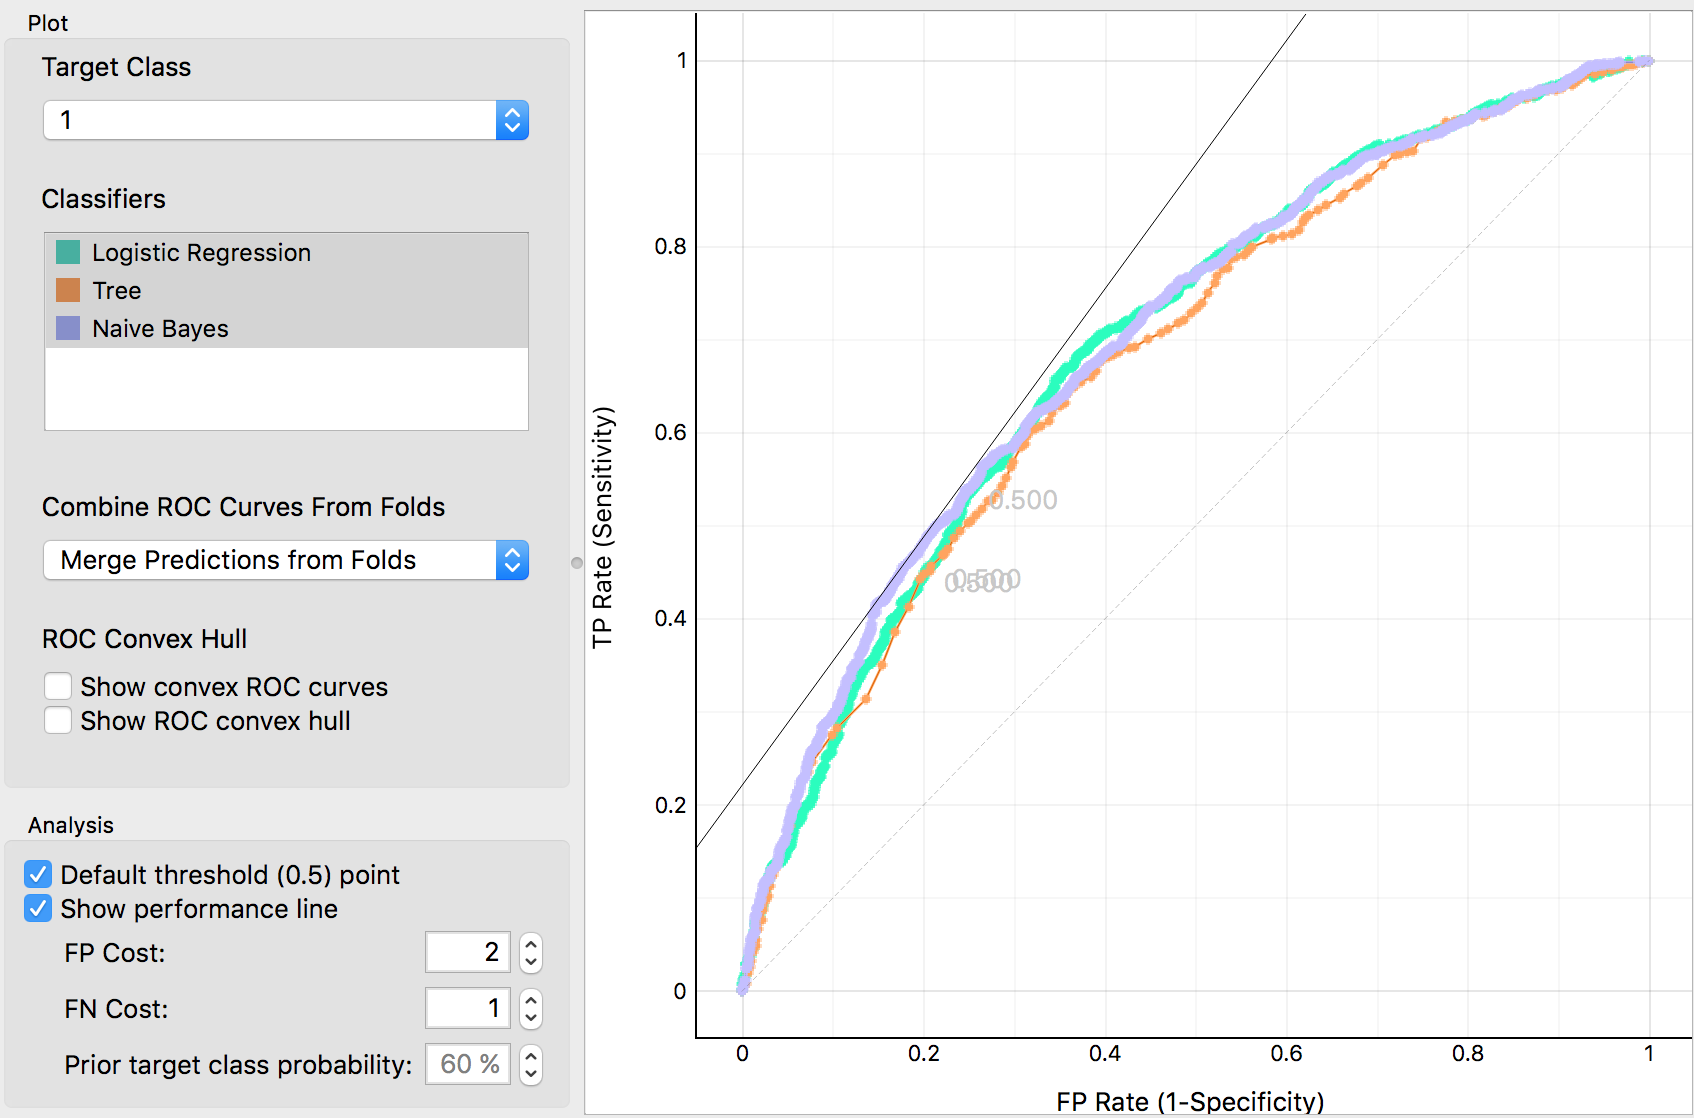 Plot
Target Class
1
Classifiers
Logistic Regression
Tree
Naive Bayes
Combine ROC Curves From Folds
Merge Predictions from Folds
ROC Convex Hull
Show convex ROC curves
Show ROC convex hull
Analysis
Default threshold (0.5) point
Show performance line
FP Cost: 2
FN Cost: 1
Prior target class probability: 60 %
TP Rate (Sensitivity)
1
0.8
0.6
0.4
0.2
0
0.500
0.500
0.500
0 0.2 0.4 0.6 0.8 1
FP Rate (1-Specificity)